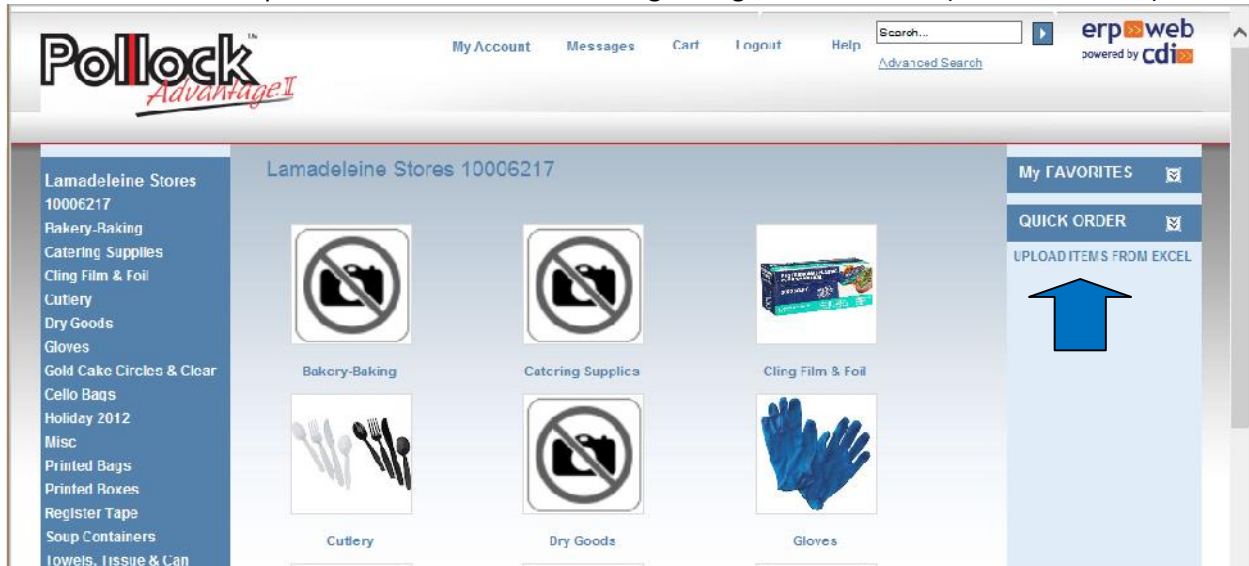 Pollock™
Advantage II
My Account Messages Cart Logout Help
Search...
Advanced Search
erp web
powered by cdi
Lamadeleine Stores
10006217
Bakery-Baking
Catering Supplies
Cling Film & Foil
Cutlery
Dry Goods
Gloves
Gold Cake Circles & Clear
Cello Bags
Holiday 2012
Misc
Printed Bags
Printed Boxes
Register Tape
Soup Containers
Towels, Tissue & Can
Lamadeleine Stores 10006217
Bakery-Baking
Catering Supplies
Cling Film & Foil
Cutlery
Dry Goods
Gloves
My FAVORITES
QUICK ORDER
UPLOAD ITEMS FROM EXCEL